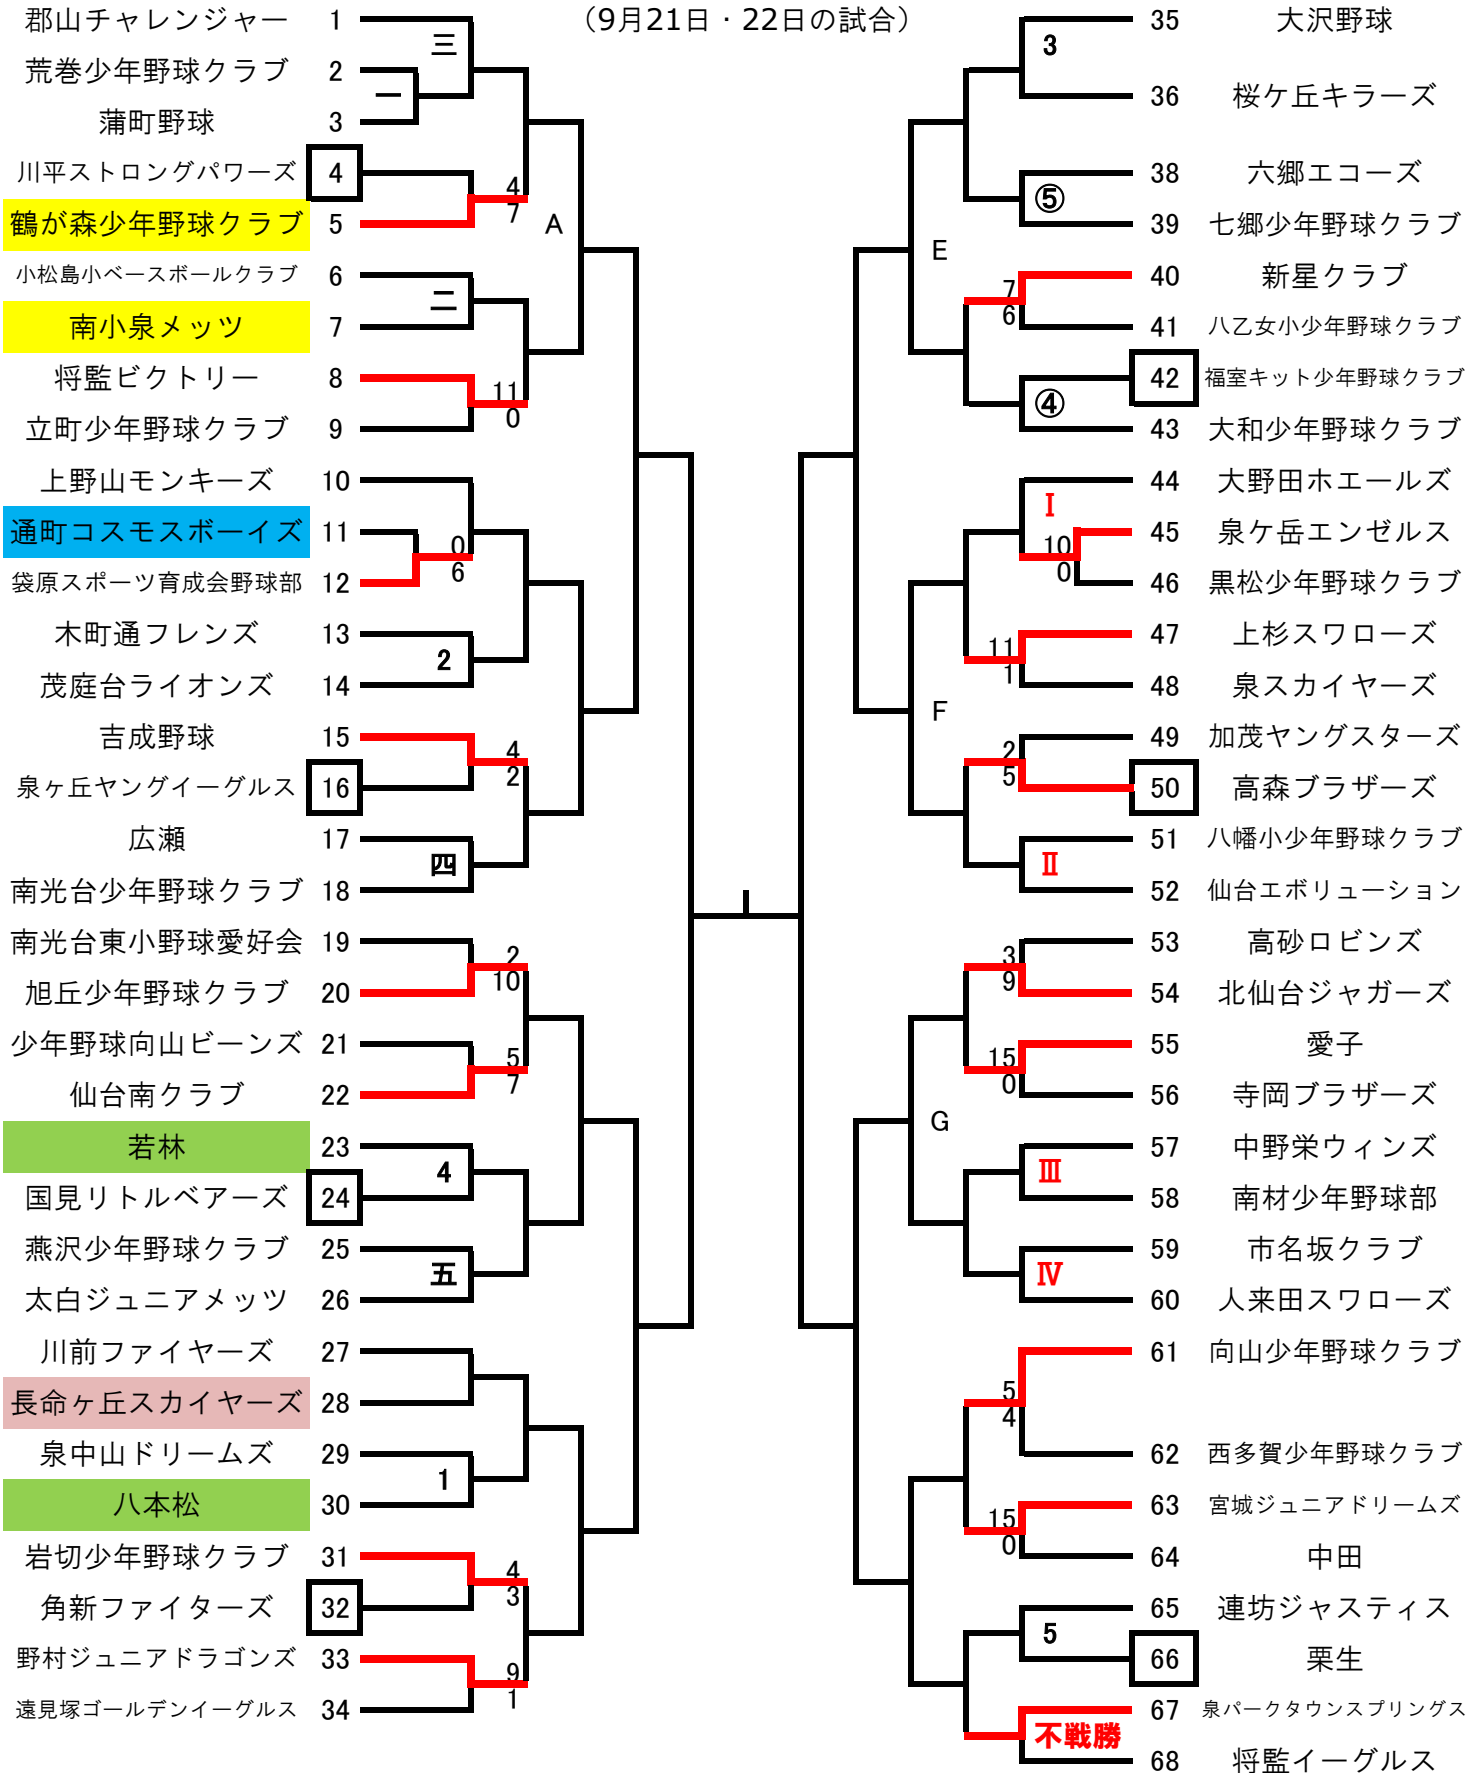 （9月21日・22日の試合）
郡山チャレンジャー 1
三
荒巻少年野球クラブ 2
一
蒲町野球 3
川平ストロングパワーズ 4
4
7
鶴が森少年野球クラブ 5
A
小松島小ベースボールクラブ 6
二
南小泉メッツ 7
将監ビクトリー 8
11
0
立町少年野球クラブ 9
上野山モンキーズ 10
通町コスモスボーイズ 11
0
6
袋原スポーツ育成会野球部 12
木町通フレンズ 13
2
茂庭台ライオンズ 14
吉成野球 15
4
2
泉ヶ丘ヤングイーグルス 16
広瀬 17
四
南光台少年野球クラブ 18
南光台東小野球愛好会 19
2
10
旭丘少年野球クラブ 20
少年野球向山ビーンズ 21
5
7
仙台南クラブ 22
若林 23
4
国見リトルベアーズ 24
燕沢少年野球クラブ 25
五
太白ジュニアメッツ 26
川前ファイヤーズ 27
長命ヶ丘スカイヤーズ 28
泉中山ドリームズ 29
1
八本松 30
岩切少年野球クラブ 31
4
3
角新ファイターズ 32
野村ジュニアドラゴンズ 33
9
1
遠見塚ゴールデンイーグルス 34
35 大沢野球
3
36 桜ケ丘キラーズ
38 六郷エコーズ
⑤
39 七郷少年野球クラブ
E
40 新星クラブ
7
6
41 八乙女小少年野球クラブ
42 福室キット少年野球クラブ
④
43 大和少年野球クラブ
44 大野田ホエールズ
Ⅰ
45 泉ケ岳エンゼルス
10
0
46 黒松少年野球クラブ
47 上杉スワローズ
11
1
48 泉スカイヤーズ
F
49 加茂ヤングスターズ
2
5
50 高森ブラザーズ
51 八幡小少年野球クラブ
Ⅱ
52 仙台エボリューション
53 高砂ロビンズ
3
9
54 北仙台ジャガーズ
55 愛子
15
0
56 寺岡ブラザーズ
G
57 中野栄ウィンズ
Ⅲ
58 南材少年野球部
59 市名坂クラブ
Ⅳ
60 人来田スワローズ
61 向山少年野球クラブ
5
4
62 西多賀少年野球クラブ
63 宮城ジュニアドリームズ
15
0
64 中田
65 連坊ジャスティス
5
66 栗生
67 泉パークタウンスプリングス
不戦勝
68 将監イーグルス